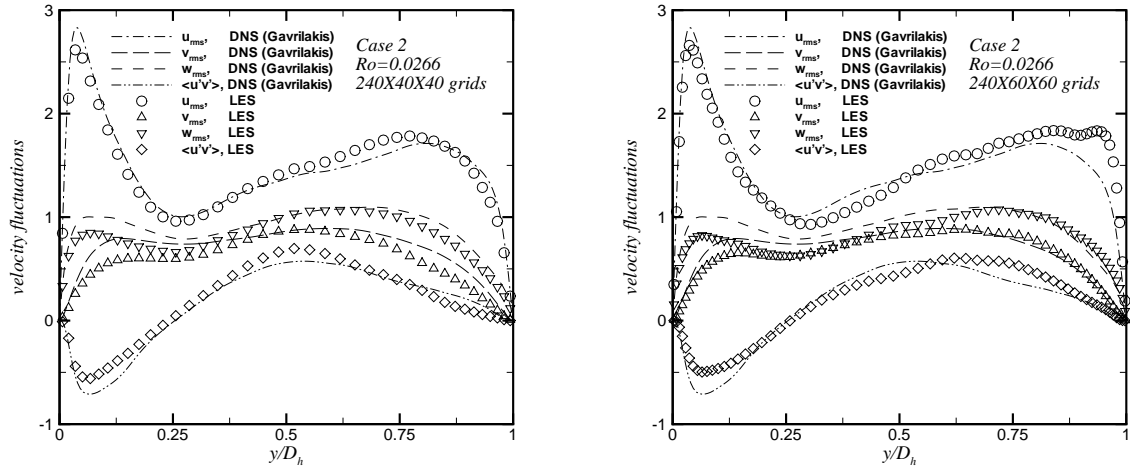 3
2
1
0
-1
0
0.25
0.5
0.75
1
y/D_h
velocity fluctuations
u_rms, DNS (Gavrilakis)
v_rms, DNS (Gavrilakis)
w_rms, DNS (Gavrilakis)
<u'v'>, DNS (Gavrilakis)
u_rms, LES
v_rms, LES
w_rms, LES
<u'v'>, LES
Case 2
Ro=0.0266
240X40X40 grids
3
2
1
0
-1
0
0.25
0.5
0.75
1
y/D_h
velocity fluctuations
u_rms, DNS (Gavrilakis)
v_rms, DNS (Gavrilakis)
w_rms, DNS (Gavrilakis)
<u'v'>, DNS (Gavrilakis)
u_rms, LES
v_rms, LES
w_rms, LES
<u'v'>, LES
Case 2
Ro=0.0266
240X60X60 grids